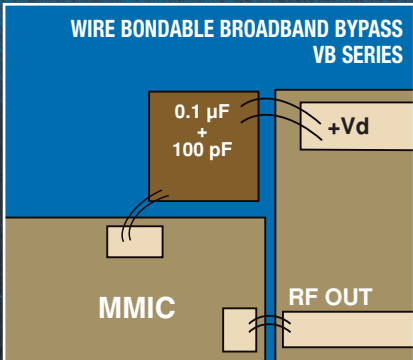 WIRE BONDABLE BROADBAND BYPASS
VB SERIES
0.1 µF
+
100 pF
+Vd
MMIC
RF OUT